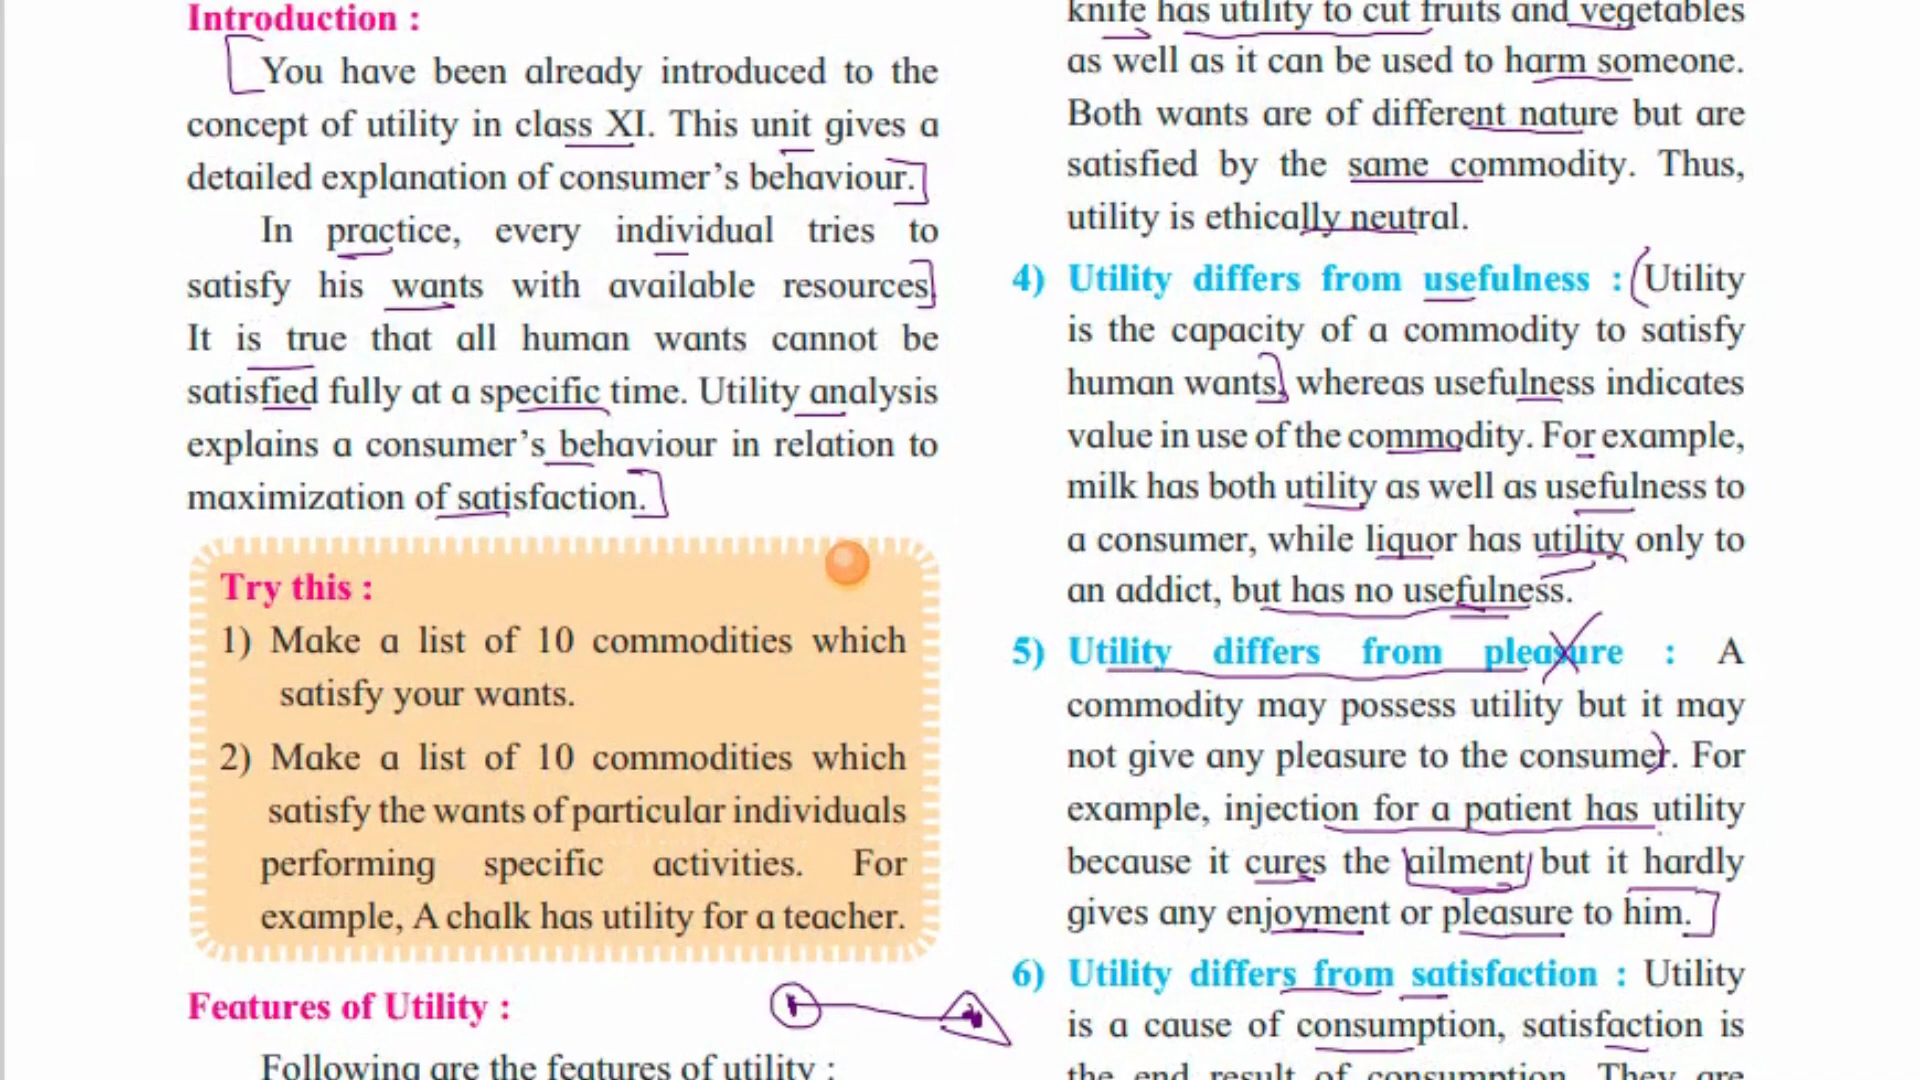 Introduction :
You have been already introduced to the
concept of utility in class XI. This unit gives a
detailed explanation of consumer’s behaviour.
In practice, every individual tries to
satisfy his wants with available resources.
It is true that all human wants cannot be
satisfied fully at a specific time. Utility analysis
explains a consumer’s behaviour in relation to
maximization of satisfaction.
Try this :
1) Make a list of 10 commodities which
satisfy your wants.
2) Make a list of 10 commodities which
satisfy the wants of particular individuals
performing specific activities. For
example, A chalk has utility for a teacher.
Features of Utility :
Following are the features of utility :
knife has utility to cut fruits and vegetables
as well as it can be used to harm someone.
Both wants are of different nature but are
satisfied by the same commodity. Thus,
utility is ethically neutral.
4) Utility differs from usefulness : Utility
is the capacity of a commodity to satisfy
human wants, whereas usefulness indicates
value in use of the commodity. For example,
milk has both utility as well as usefulness to
a consumer, while liquor has utility only to
an addict, but has no usefulness.
5) Utility differs from pleasure : A
commodity may possess utility but it may
not give any pleasure to the consumer. For
example, injection for a patient has utility
because it cures the ailment but it hardly
gives any enjoyment or pleasure to him.
6) Utility differs from satisfaction : Utility
is a cause of consumption, satisfaction is
the end result of consumption. They are